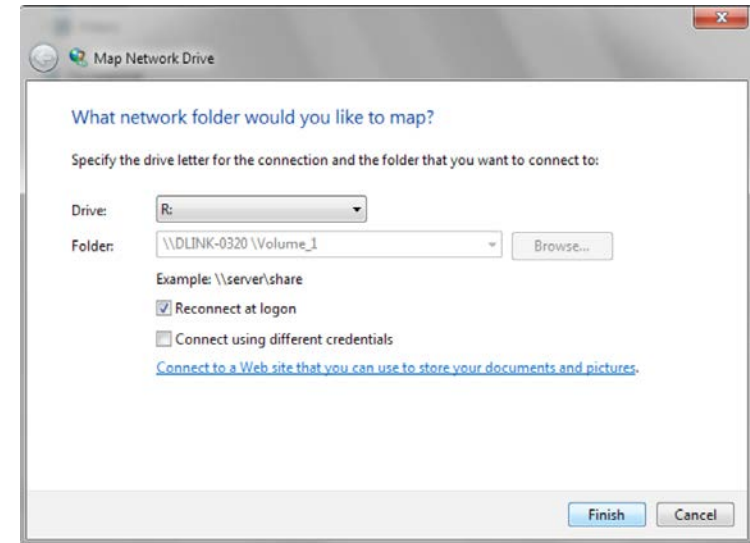 Map Network Drive
What network folder would you like to map?
Specify the drive letter for the connection and the folder that you want to connect to:
Drive: R:
Folder: \\DLINK-0320 \Volume_1 Browse...
Example: \\server\share
Reconnect at logon
Connect using different credentials
Connect to a Web site that you can use to store your documents and pictures.
Finish Cancel